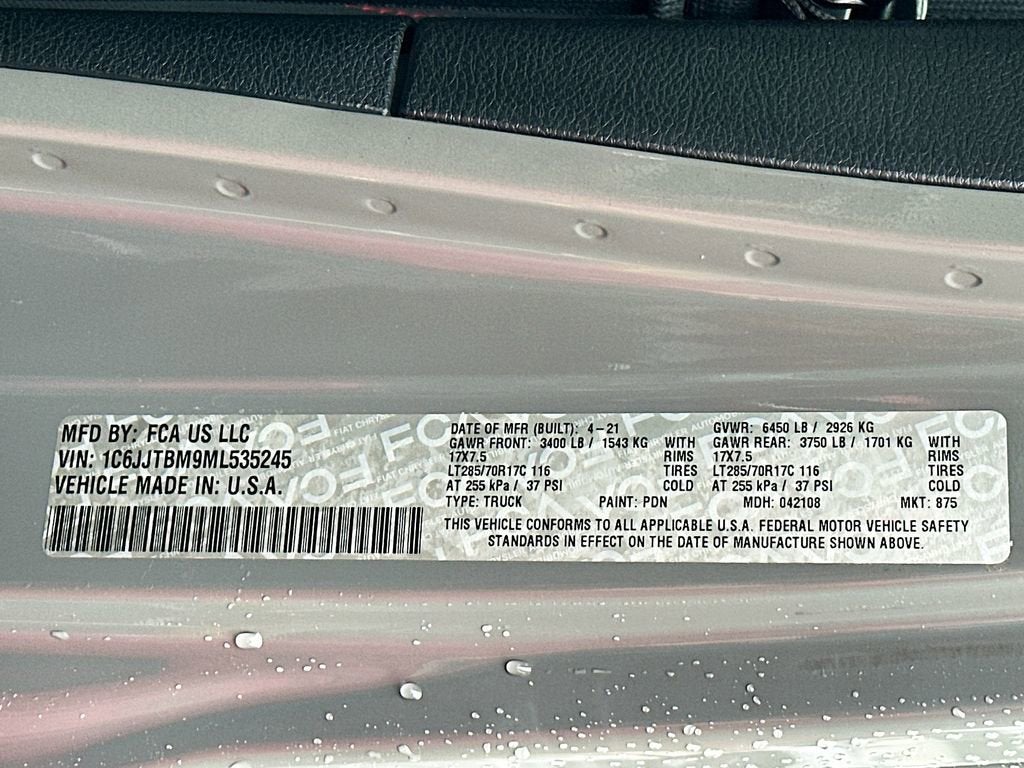 MFD BY: FCA US LLC
VIN: 1C6JJTBM9ML535245
VEHICLE MADE IN: U.S.A.
DATE OF MFR (BUILT): 4-21 GVWR: 6450 LB / 2926 KG
GAWR FRONT: 3400 LB / 1543 KG WITH GAWR REAR: 3750 LB / 1701 KG WITH
17X7.5 RIMS 17X7.5 RIMS
LT285/70R17C 116 TIRES LT285/70R17C 116 TIRES
AT 255 kPa / 37 PSI COLD AT 255 kPa / 37 PSI COLD
TYPE: TRUCK PAINT: PDN MDH: 042108 MKT: 875
THIS VEHICLE CONFORMS TO ALL APPLICABLE U.S.A. FEDERAL MOTOR VEHICLE SAFETY
STANDARDS IN EFFECT ON THE DATE OF MANUFACTURE SHOWN ABOVE.